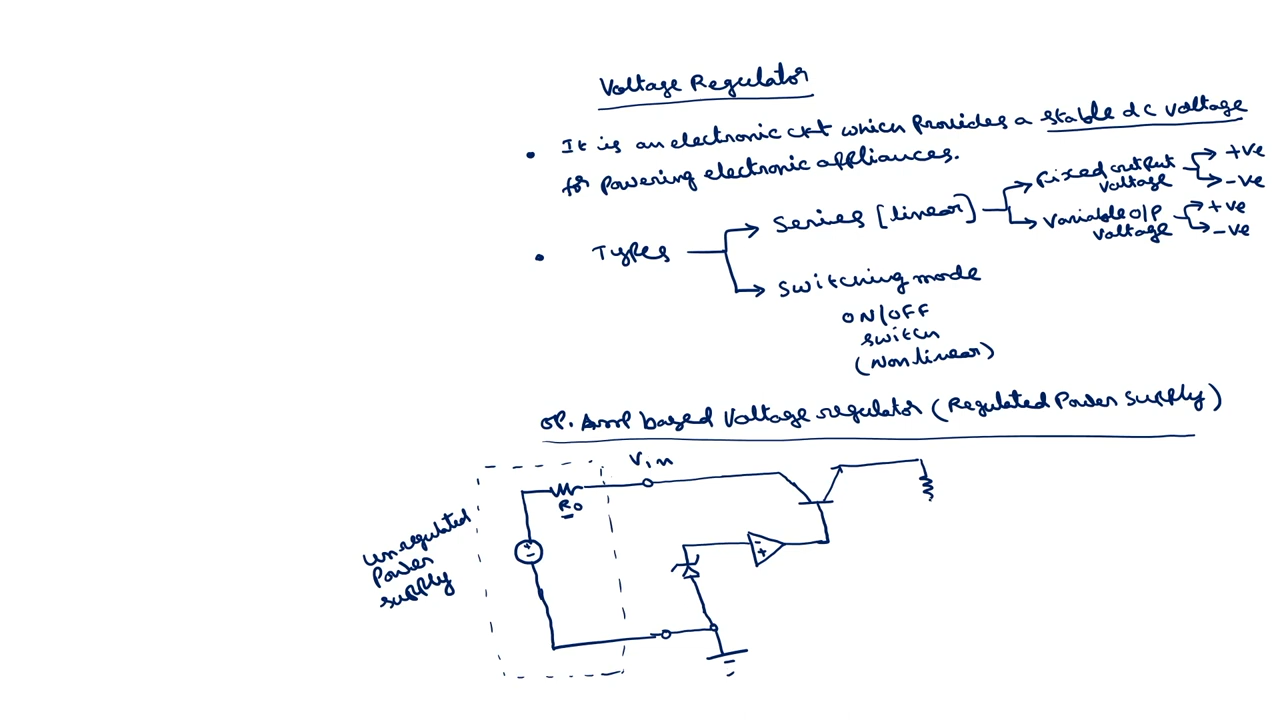 Voltage Regulator
• It is an electronic ckt which provides a stable dc voltage
for powering electronic appliances.
• Types
Series [linear]
Fixed output voltage
+ve
-ve
Variable O/P voltage
+ve
-ve
Switching mode
ON/OFF
switch
(Non linear)
OP. Amp based Voltage regulator (Regulated Power Supply)
Vin
Ro
+
-
-
+
unregulated
Power
supply